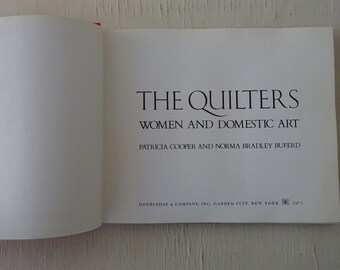 THE QUILTERS
WOMEN AND DOMESTIC ART
PATRICIA COOPER AND NORMA BRADLEY BUFERD
DOUBLEDAY & COMPANY, INC, GARDEN CITY, NEW YORK